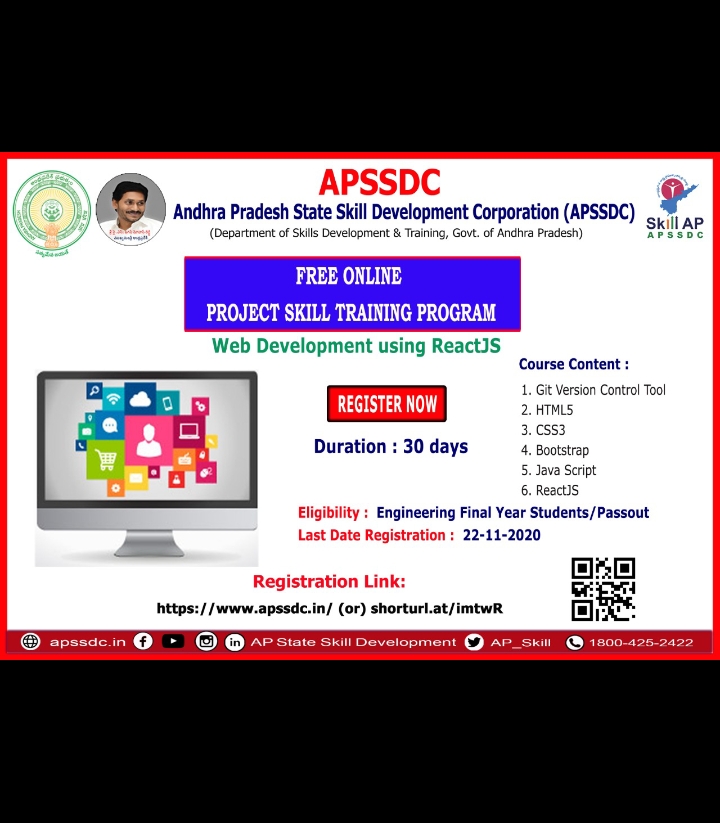 APSSDC
Andhra Pradesh State Skill Development Corporation (APSSDC)
(Department of Skills Development & Training, Govt. of Andhra Pradesh)
Skill AP
APSSDC
FREE ONLINE
PROJECT SKILL TRAINING PROGRAM
Web Development using ReactJS
REGISTER NOW
Duration : 30 days
Course Content :
1. Git Version Control Tool
2. HTML5
3. CSS3
4. Bootstrap
5. Java Script
6. ReactJS
Eligibility : Engineering Final Year Students/Passout
Last Date Registration : 22-11-2020
Registration Link:
https://www.apssdc.in/ (or) shorturl.at/imtwR
apssdc.in AP State Skill Development AP_Skill 1800-425-2422